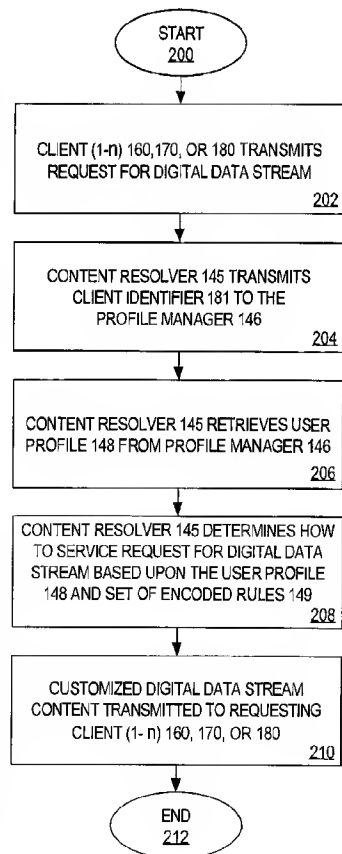 START
200
CLIENT (1-n) 160,170, OR 180 TRANSMITS
REQUEST FOR DIGITAL DATA STREAM
202
CONTENT RESOLVER 145 TRANSMITS
CLIENT IDENTIFIER 181 TO THE
PROFILE MANAGER 146
204
CONTENT RESOLVER 145 RETRIEVES USER
PROFILE 148 FROM PROFILE MANAGER 146
206
CONTENT RESOLVER 145 DETERMINES HOW
TO SERVICE REQUEST FOR DIGITAL DATA
STREAM BASED UPON THE USER PROFILE
148 AND SET OF ENCODED RULES 149
208
CUSTOMIZED DIGITAL DATA STREAM
CONTENT TRANSMITTED TO REQUESTING
CLIENT (1- n) 160, 170, OR 180
210
END
212